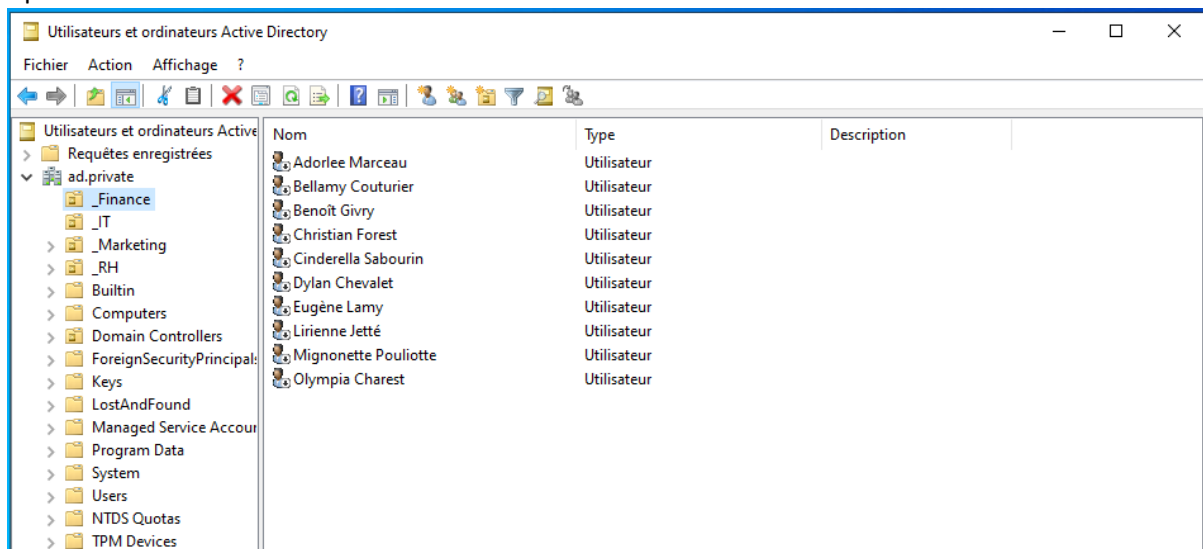 Utilisateurs et ordinateurs Active Directory
Fichier Action Affichage ?
Utilisateurs et ordinateurs Active
Requêtes enregistrées
ad.private
_Finance
_IT
_Marketing
_RH
Builtin
Computers
Domain Controllers
ForeignSecurityPrincipals
Keys
LostAndFound
Managed Service Accour
Program Data
System
Users
NTDS Quotas
TPM Devices
Nom Type Description
Adorlee Marceau Utilisateur
Bellamy Couturier Utilisateur
Benoît Givry Utilisateur
Christian Forest Utilisateur
Cinderella Sabourin Utilisateur
Dylan Chevalet Utilisateur
Eugène Lamy Utilisateur
Lirienne Jetté Utilisateur
Mignonette Pouliotte Utilisateur
Olympia Charest Utilisateur